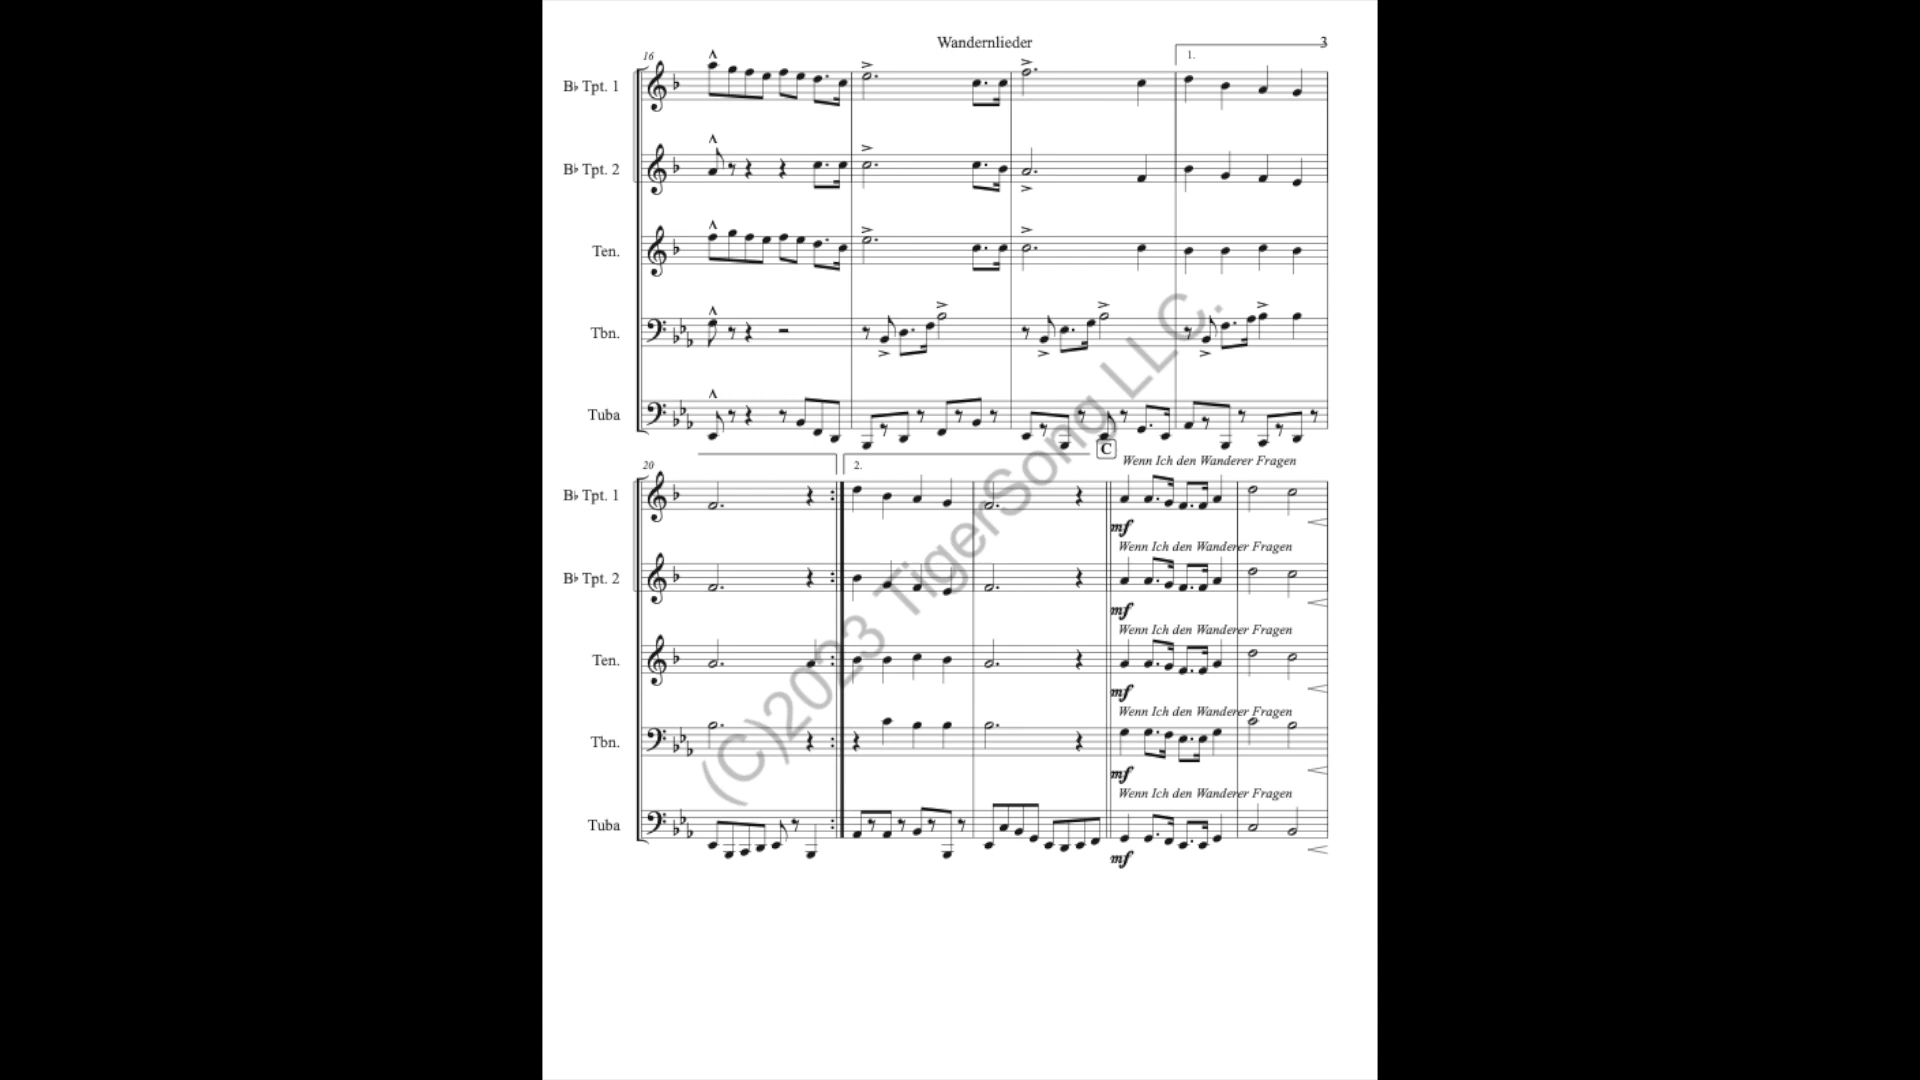 Wandernlieder
3
16
1.
B♭ Tpt. 1
B♭ Tpt. 2
Ten.
Tbn.
Tuba
C
Wenn Ich den Wanderer Fragen
20
2.
B♭ Tpt. 1
mf
Wenn Ich den Wanderer Fragen
B♭ Tpt. 2
mf
Wenn Ich den Wanderer Fragen
Ten.
mf
Wenn Ich den Wanderer Fragen
Tbn.
mf
Wenn Ich den Wanderer Fragen
Tuba
mf
(C)2023 TigerSong LLC.